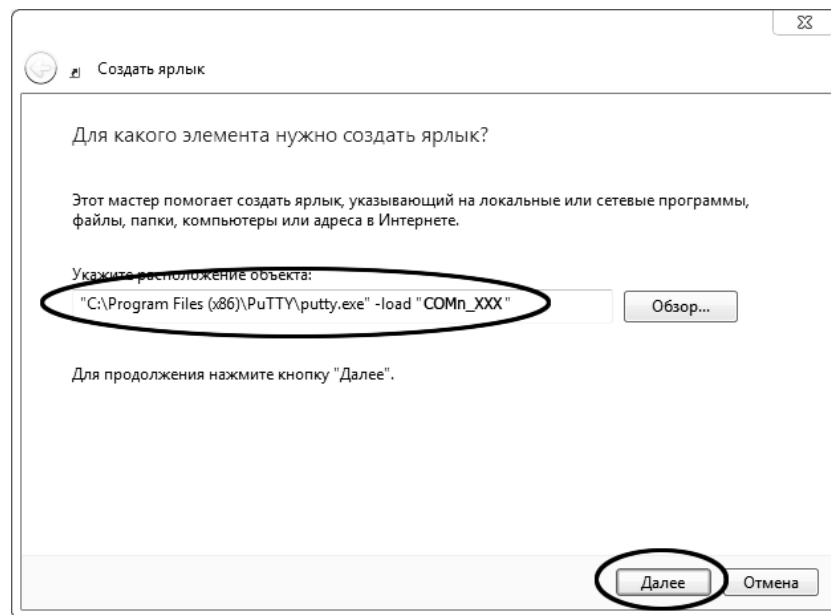 Создать ярлык
Для какого элемента нужно создать ярлык?
Этот мастер помогает создать ярлык, указывающий на локальные или сетевые программы,
файлы, папки, компьютеры или адреса в Интернете.
Укажите расположение объекта:
"C:\Program Files (x86)\PuTTY\putty.exe" -load "COMn_XXX"
Обзор...
Для продолжения нажмите кнопку "Далее".
Далее
Отмена